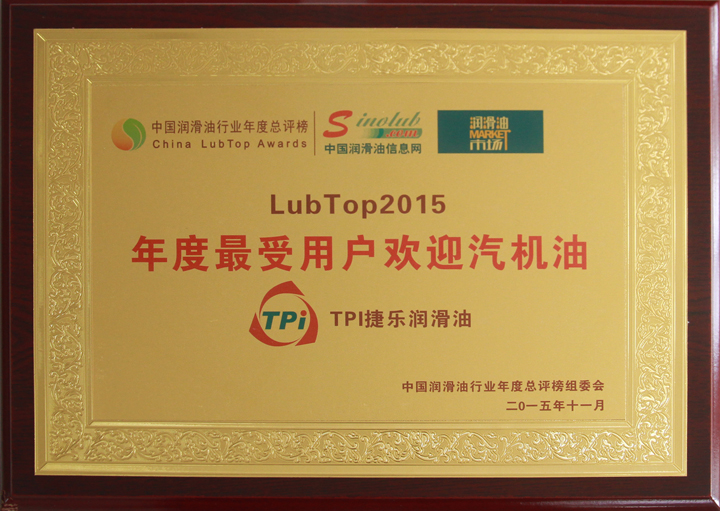 中国润滑油行业年度总评榜
China LubTop Awards
Sinolub
.com
中国润滑油信息网
润滑油
MARKET
市场
LubTop2015
年度最受用户欢迎汽机油
TPi
TPI捷乐润滑油
中国润滑油行业年度总评榜组委会
二0一五年十一月